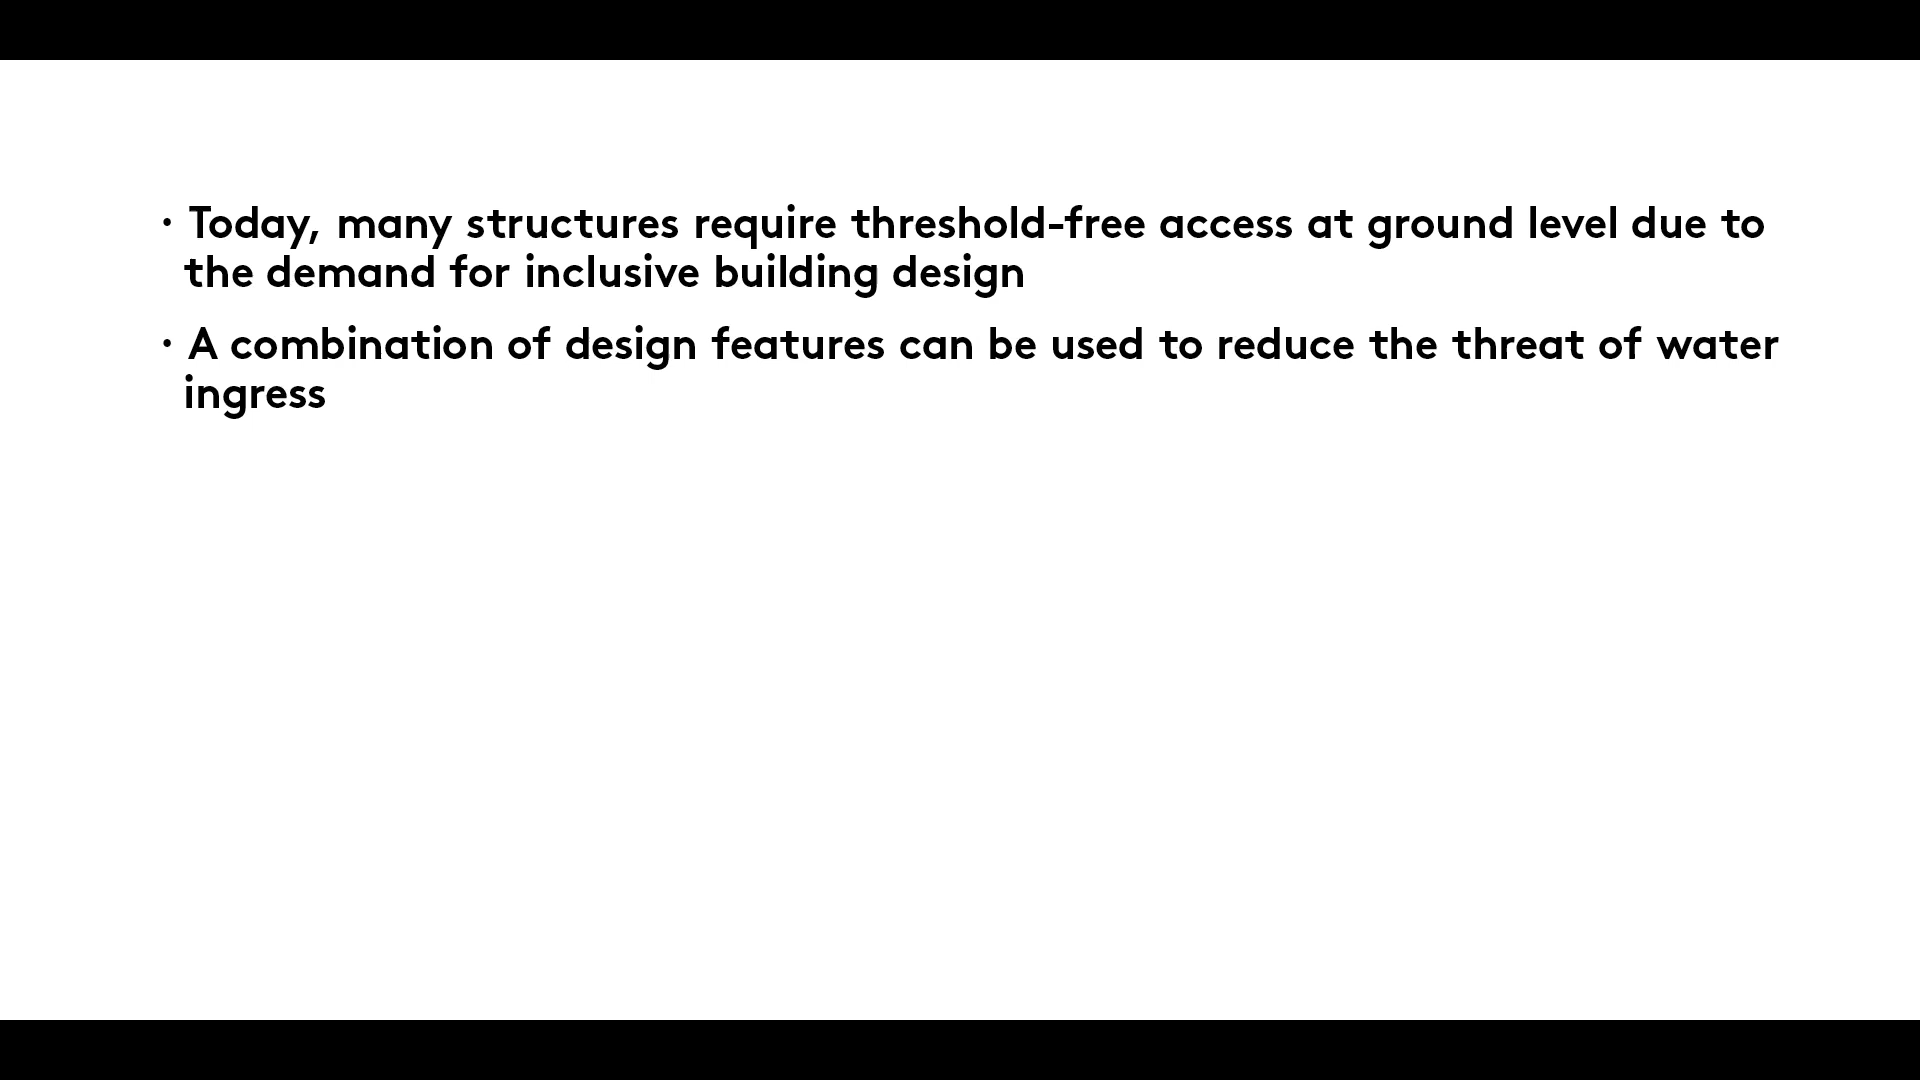 · Today, many structures require threshold-free access at ground level due to
the demand for inclusive building design
· A combination of design features can be used to reduce the threat of water
ingress